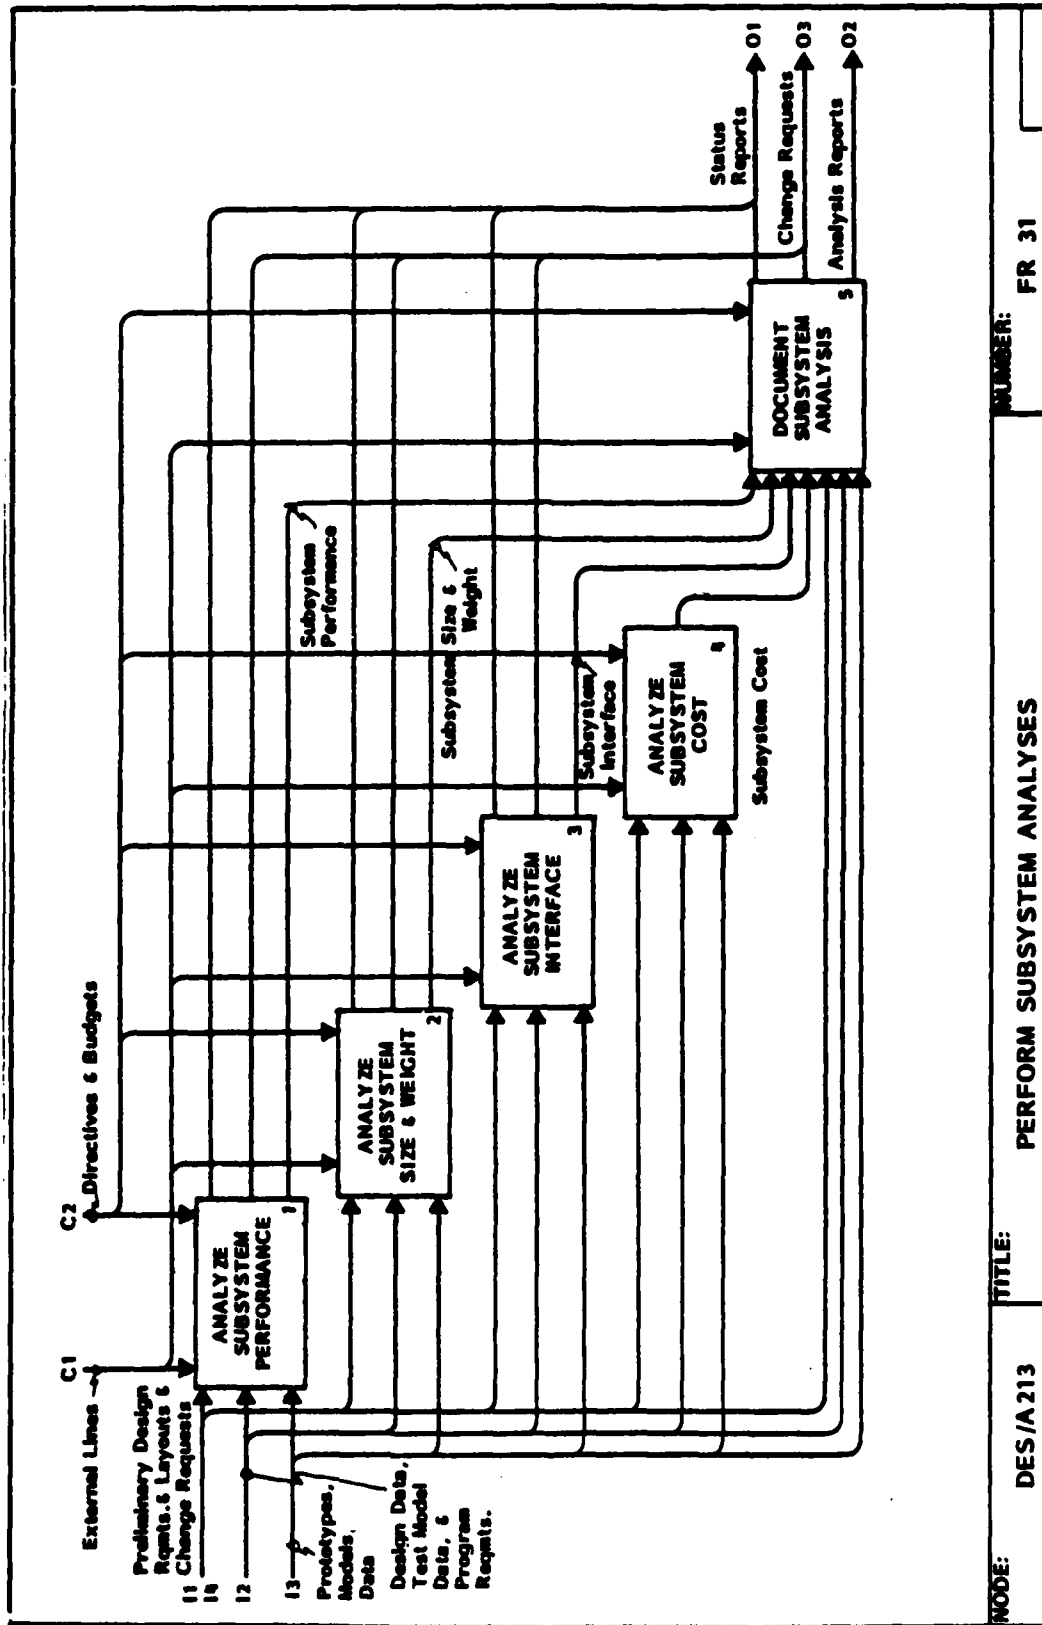 C1
C2
External Lines
Directives & Budgets
Preliminary Design
Rqmts.& Layouts &
Change Requests
I1
I4
I2
I3
Prototypes,
Models,
Data
Design Data,
Test Model
Data, &
Program
Reqmts.
ANALYZE
SUBSYSTEM
PERFORMANCE
1
ANALYZE
SUBSYSTEM
SIZE & WEIGHT
2
ANALYZE
SUBSYSTEM
INTERFACE
3
ANALYZE
SUBSYSTEM
COST
4
DOCUMENT
SUBSYSTEM
ANALYSIS
5
Subsystem
Performance
Subsystem Size &
Weight
Subsystem
Interface
Subsystem Cost
Status
Reports
O1
Change Requests
O3
Analysis Reports
O2
NODE:
DES/A213
TITLE:
PERFORM SUBSYSTEM ANALYSES
NUMBER:
FR 31